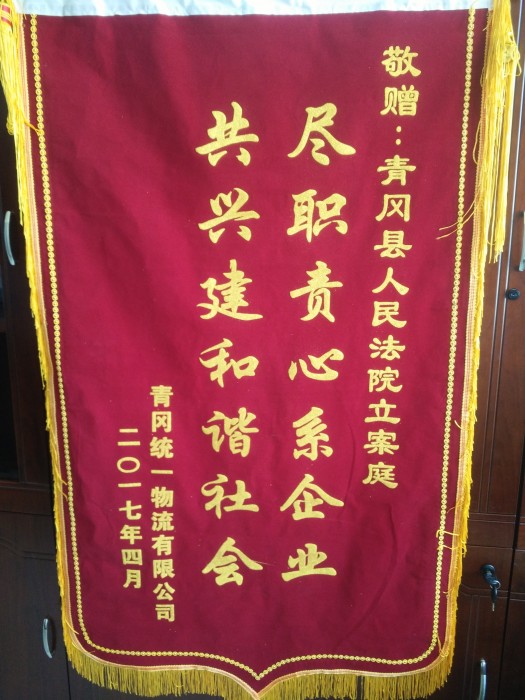 敬赠：青冈县人民法院立案庭
尽职责心系企业
共兴建和谐社会
青冈统一物流有限公司
二〇一七年四月